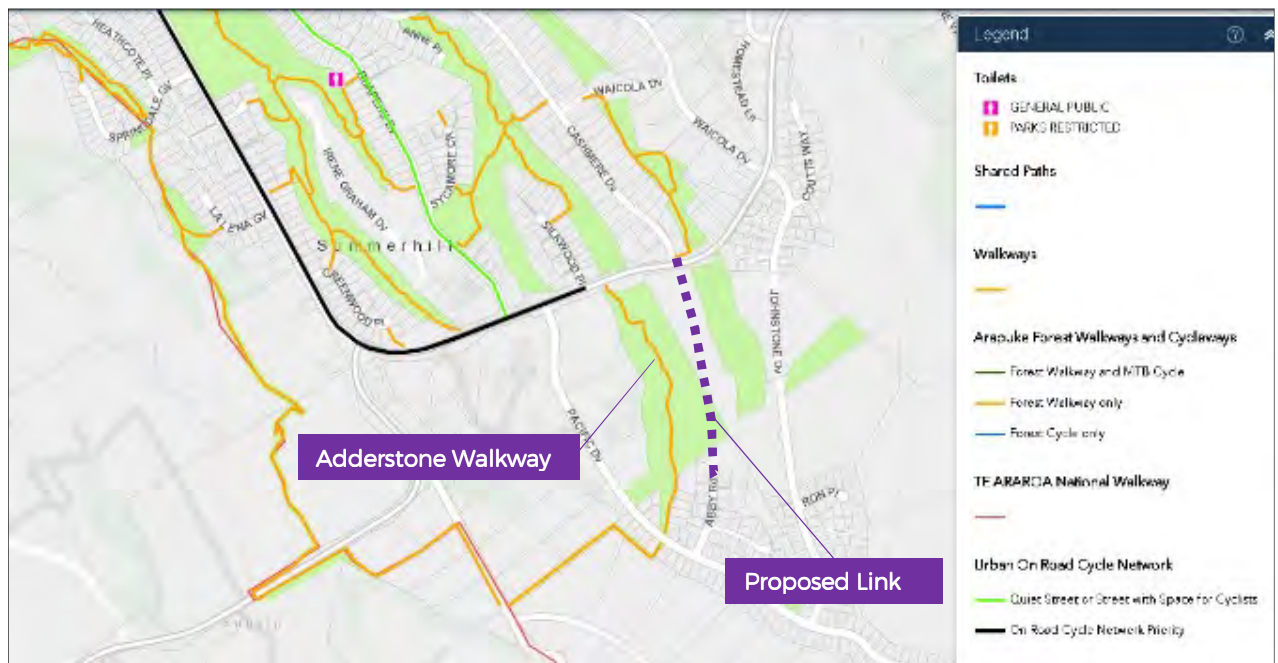 HEATHCOTE PL
SPRINGDALE GV
ANNE PL
LA LENA GV
IRENE GRAHAM DV
SYCAMORE CR
Summerhill
GREENWOOD PL
SILKWOOD PL
CASHMERE DV
WAICOLA DV
WAICOLA DV
HOMESTEAD LN
COUTTS WAY
JOHNSTONE DV
PACIFIC DV
RON PL
Adderstone Walkway
Proposed Link
Legend
Toilets
GENERAL PUBLIC
PARKS RESTRICTED
Shared Paths
Walkways
Arapuke Forest Walkways and Cycleways
Forest Walkway and MTB Cycle
Forest Walkway only
Forest Cycle only
TE ARAROA National Walkway
Urban On Road Cycle Network
Quiet Street or Street with Space for Cyclists
On Road Cycle Network Priority